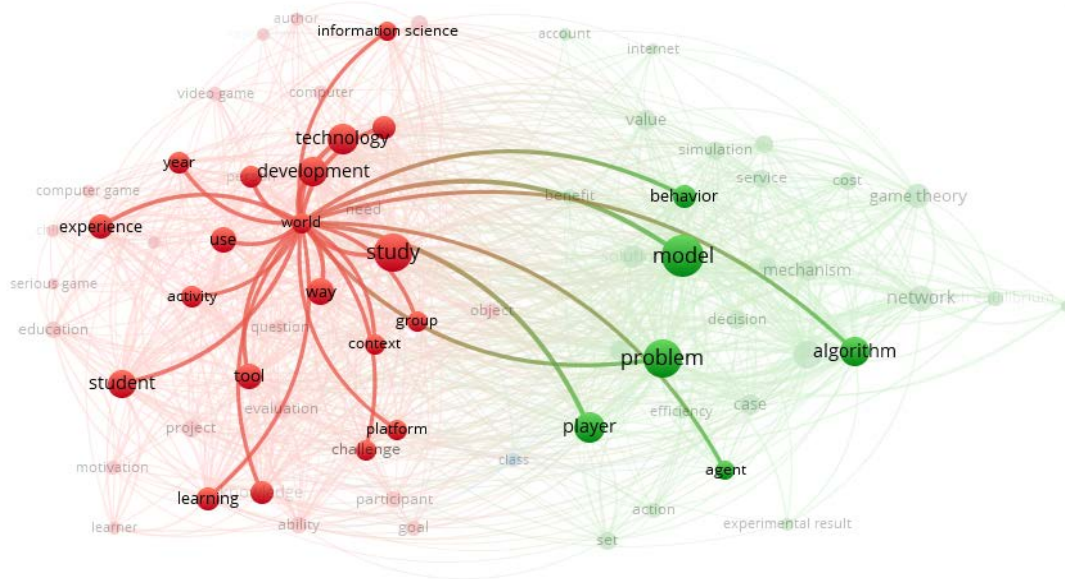 author
information science
account
internet
video game
computer
value
technology
simulation
year
development
service
cost
computer game
behavior
benefit
game theory
need
experience
world
use
study
model
mechanism
serious game
activity
way
network
object
education
question
group
decision
context
problem
algorithm
student
tool
evaluation
efficiency
case
project
platform
player
challenge
class
motivation
agent
learning
knowledge
participant
action
learner
ability
goal
experimental result
set